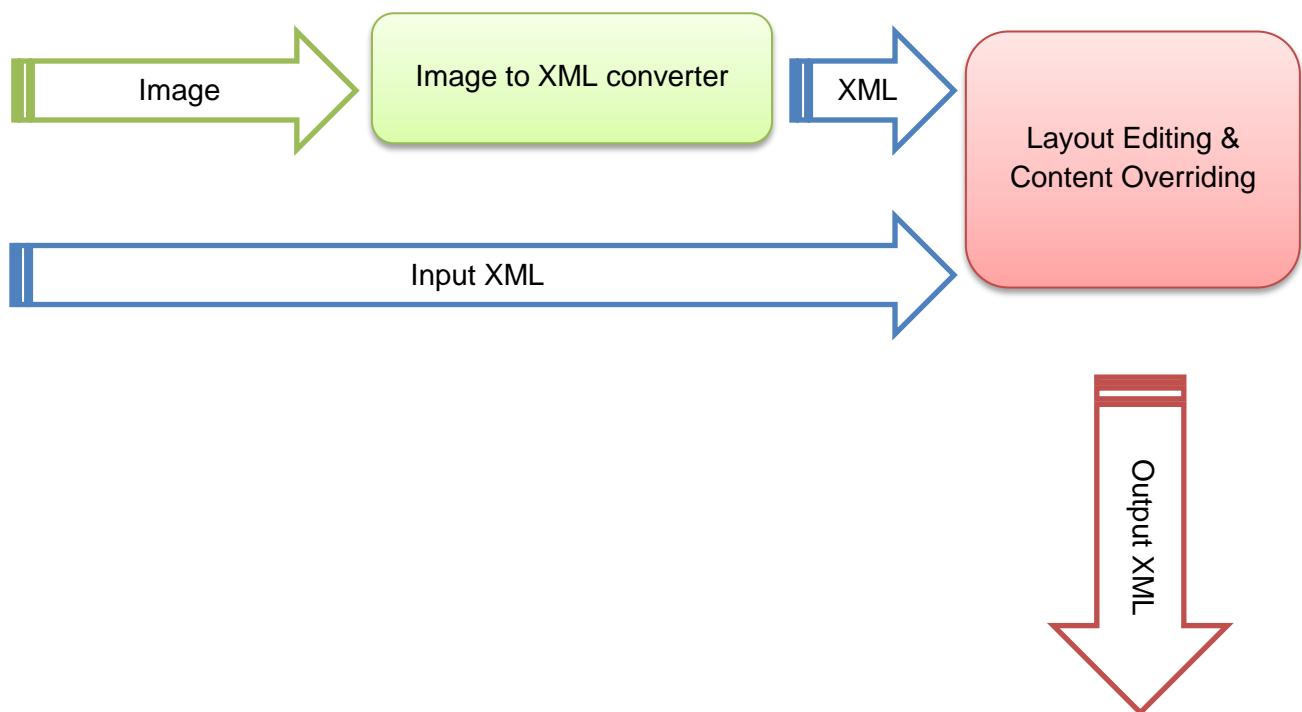 Image
Image to XML converter
XML
Layout Editing &
Content Overriding
Input XML
Output XML